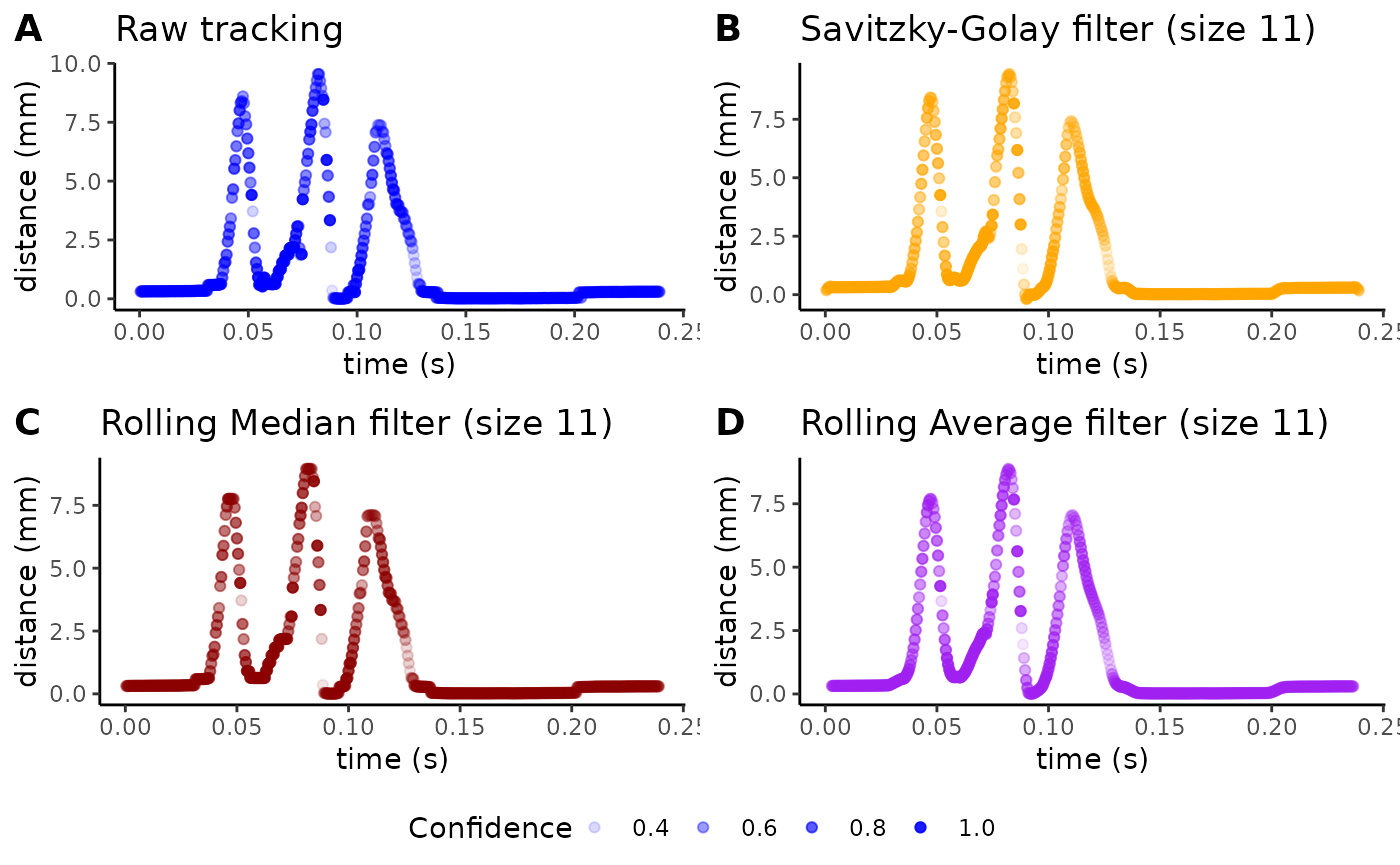 A Raw tracking
distance (mm)
10.0
7.5
5.0
2.5
0.0
0.00 0.05 0.10 0.15 0.20 0.25
time (s)
B Savitzky-Golay filter (size 11)
distance (mm)
7.5
5.0
2.5
0.0
0.00 0.05 0.10 0.15 0.20 0.25
time (s)
C Rolling Median filter (size 11)
distance (mm)
7.5
5.0
2.5
0.0
0.00 0.05 0.10 0.15 0.20 0.25
time (s)
D Rolling Average filter (size 11)
distance (mm)
7.5
5.0
2.5
0.0
0.00 0.05 0.10 0.15 0.20 0.25
time (s)
Confidence 0.4 0.6 0.8 1.0